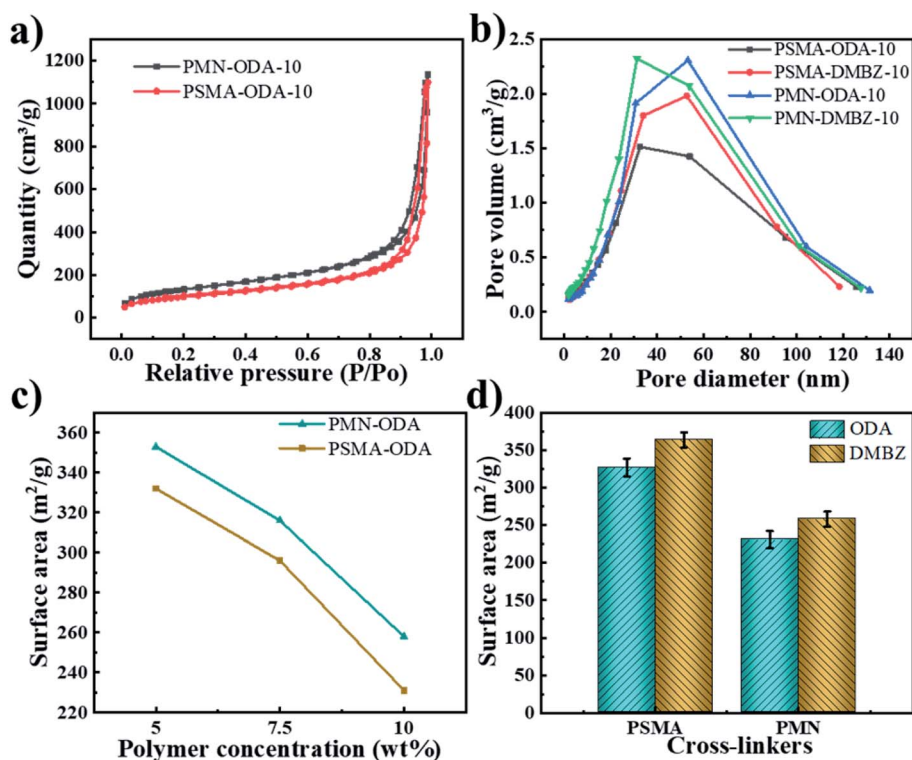 a)
Quantity (cm³/g)
1200
1000
800
600
400
200
0
PMN-ODA-10
PSMA-ODA-10
0.0 0.2 0.4 0.6 0.8 1.0
Relative pressure (P/Po)
b)
Pore volume (cm³/g)
2.5
2.0
1.5
1.0
0.5
0.0
PSMA-ODA-10
PSMA-DMBZ-10
PMN-ODA-10
PMN-DMBZ-10
0 20 40 60 80 100 120 140
Pore diameter (nm)
c)
Surface area (m²/g)
360
340
320
300
280
260
240
220
PMN-ODA
PSMA-ODA
5 7.5 10
Polymer concentration (wt%)
d)
Surface area (m²/g)
400
350
300
250
200
150
100
50
0
ODA
DMBZ
PSMA PMN
Cross-linkers